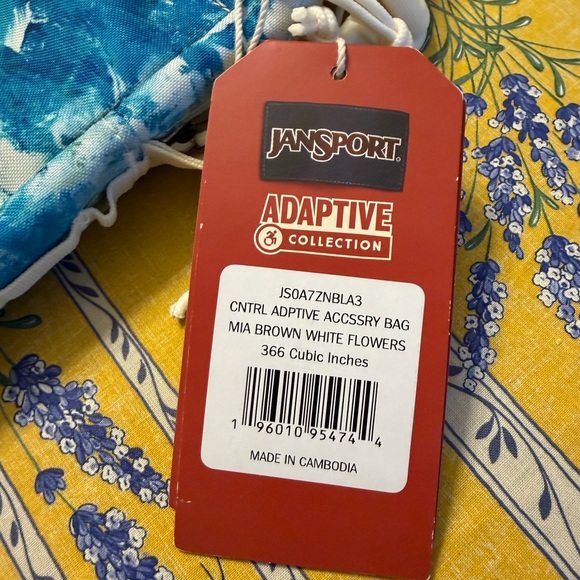 JANSPORT
ADAPTIVE
COLLECTION
JS0A7ZNBLA3
CNTRL ADPTIVE ACCSSRY BAG
MIA BROWN WHITE FLOWERS
366 Cubic Inches
1 96010 95474 4
MADE IN CAMBODIA